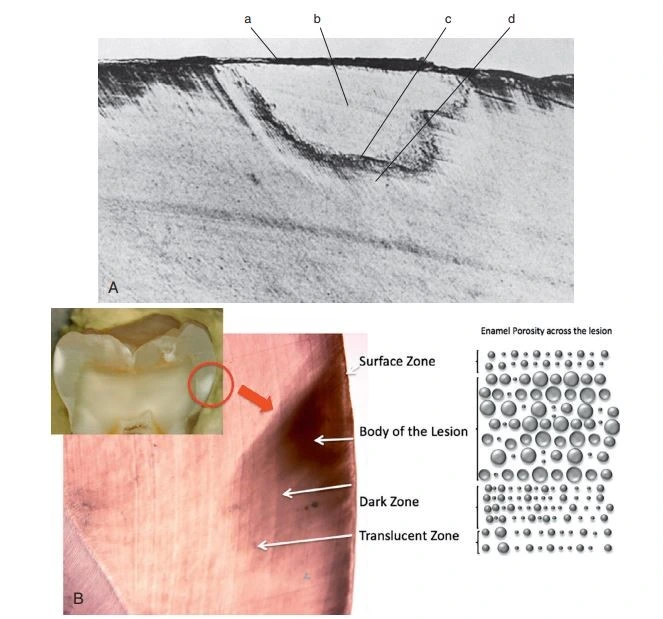 a b c d
A
Enamel Porosity across the lesion
Surface Zone
Body of the Lesion
Dark Zone
Translucent Zone
B